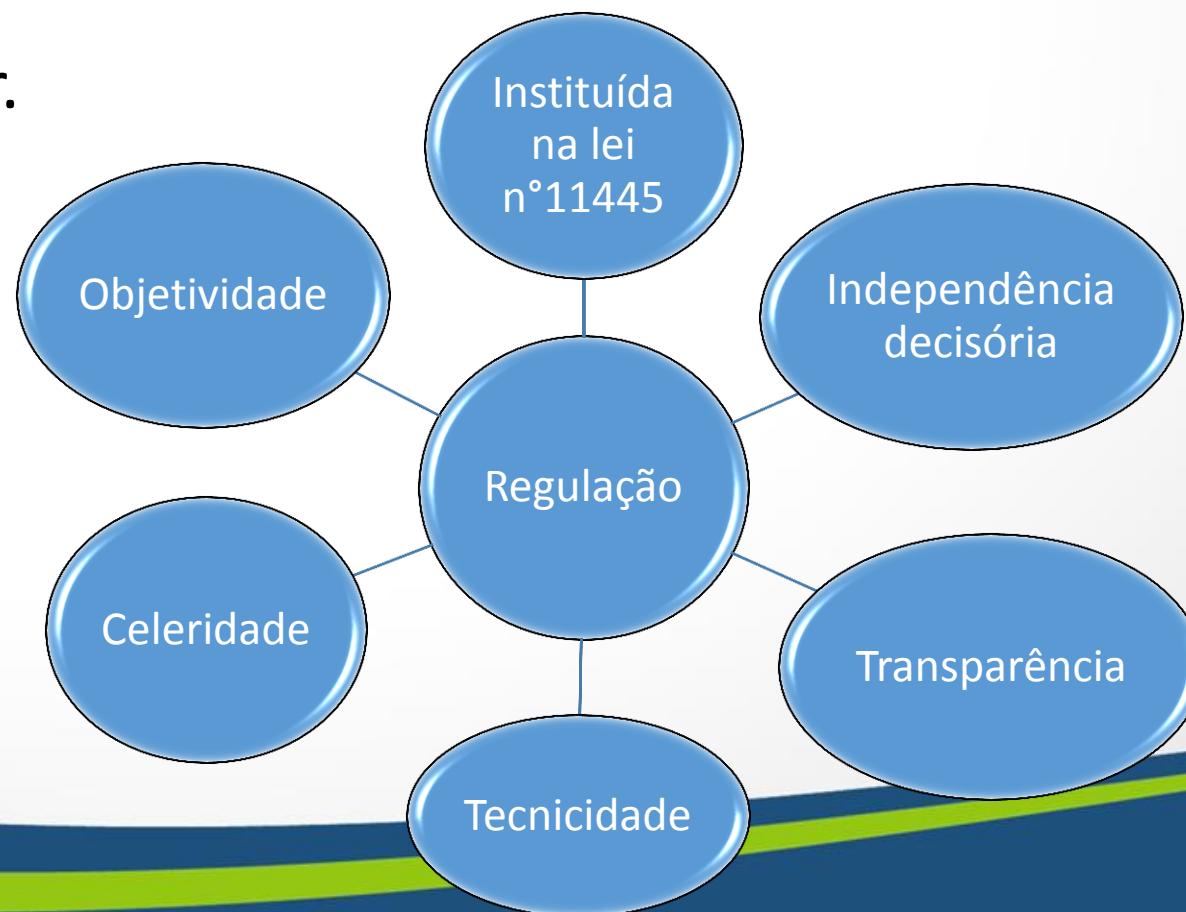 r.
Instituída
na lei
n°11445
Independência
decisória
Transparência
Tecnicidade
Celeridade
Objetividade
Regulação